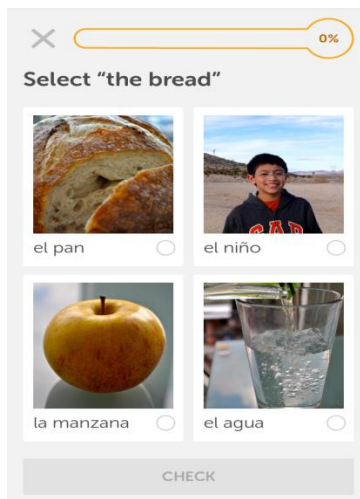 0%
Select “the bread”
GAP
el pan
el niño
la manzana
el agua
CHECK